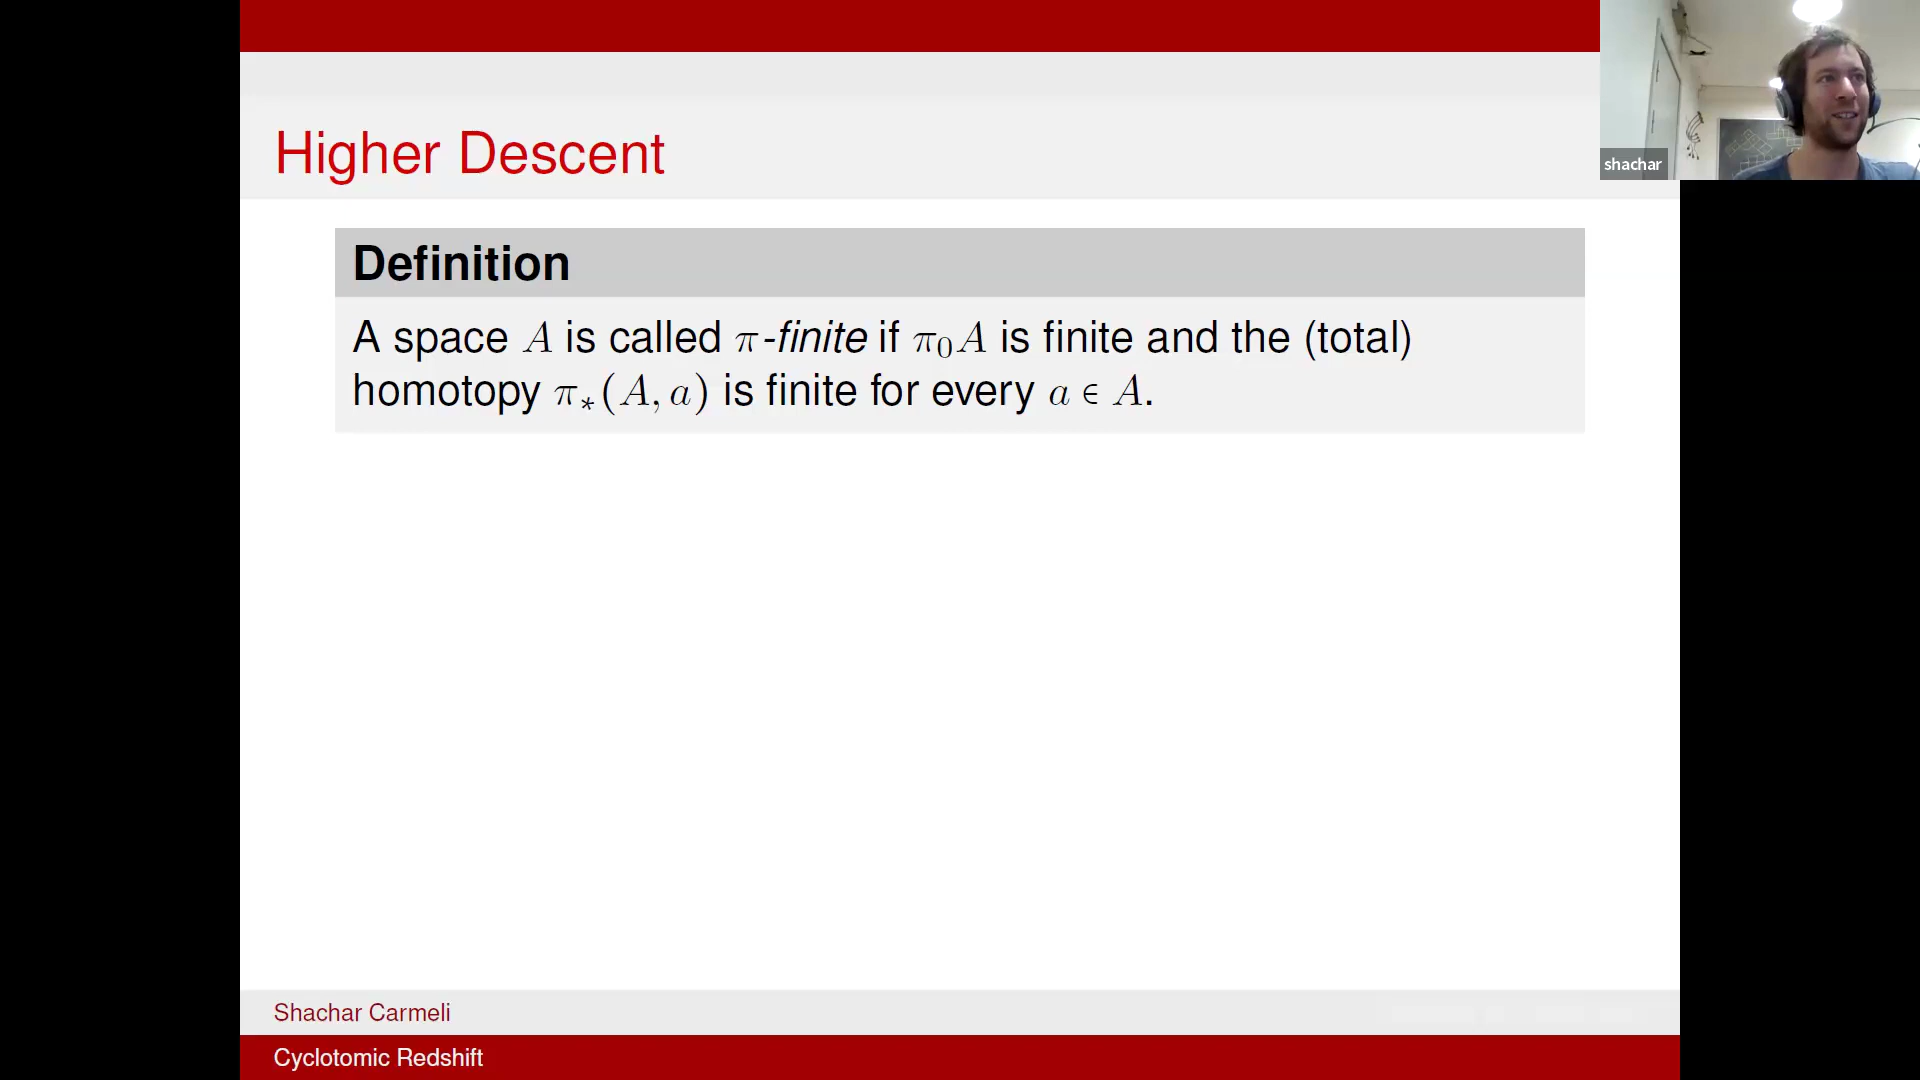 Higher Descent
shachar
Definition
A space A is called π-finite if π₀A is finite and the (total)
homotopy π∗(A, a) is finite for every a ∈ A.
Shachar Carmeli
Cyclotomic Redshift